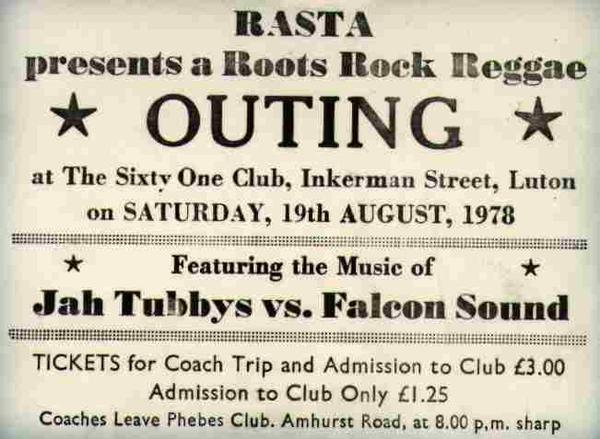 RASTA
presents a Roots Rock Reggae
★ OUTING ★
at The Sixty One Club, Inkerman Street, Luton
on SATURDAY, 19th AUGUST, 1978
★ Featuring the Music of ★
Jah Tubbys vs. Falcon Sound
TICKETS for Coach Trip and Admission to Club £3.00
Admission to Club Only £1.25
Coaches Leave Phebes Club. Amhurst Road, at 8.00 p,m. sharp